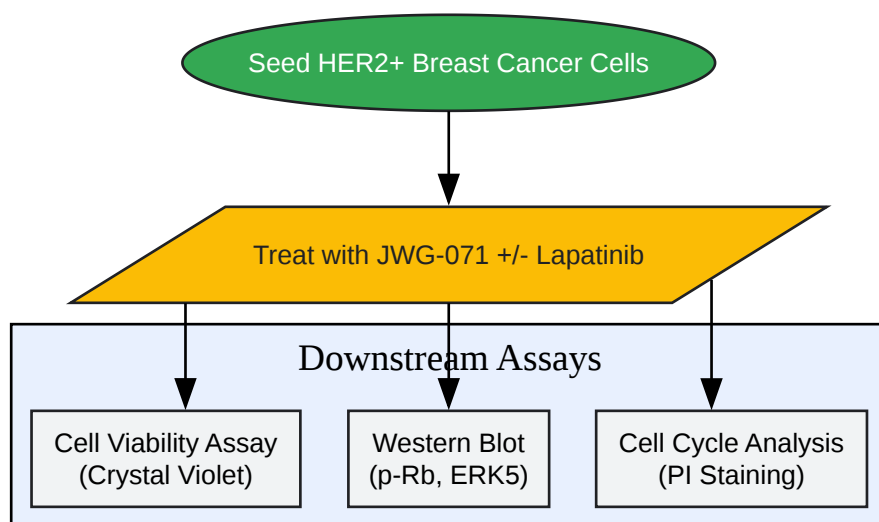 Seed HER2+ Breast Cancer Cells
Treat with JWG-071 +/- Lapatinib
Downstream Assays
Cell Viability Assay
(Crystal Violet)
Western Blot
(p-Rb, ERK5)
Cell Cycle Analysis
(PI Staining)